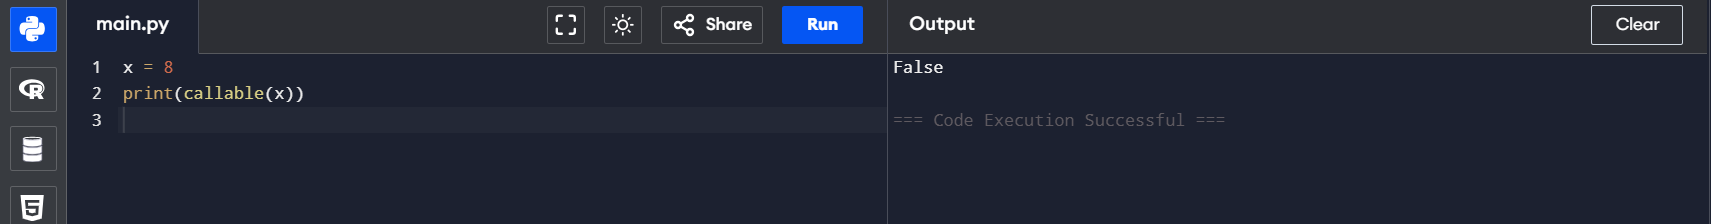 main.py
Share
Run
Output
Clear
1 x = 8
2 print(callable(x))
3
False
=== Code Execution Successful ===